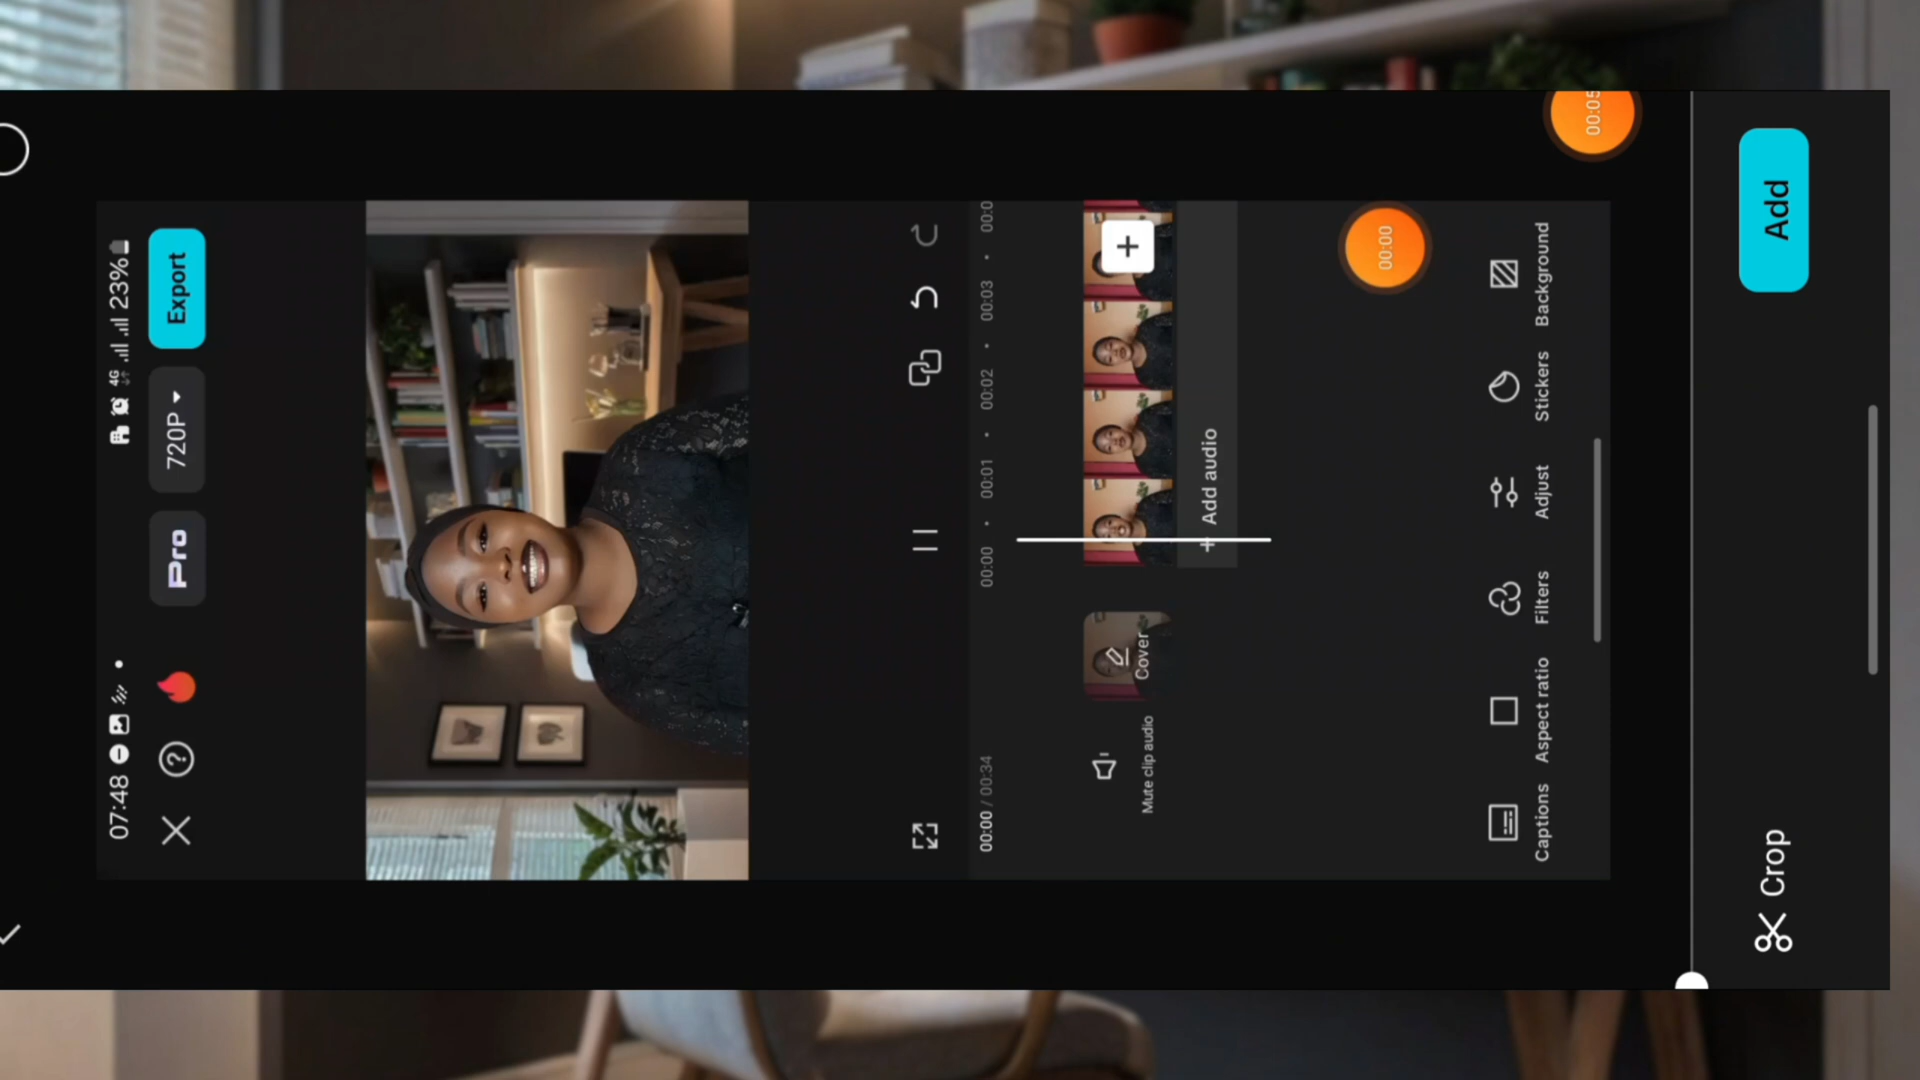 07:48
4G
23%
Pro
720P
Export
00:00 / 00:34
00:00
00:01
00:02
00:03
Mute clip audio
Cover
+ Add audio
00:00
Captions
Aspect ratio
Filters
Adjust
Stickers
Background
Crop
Add